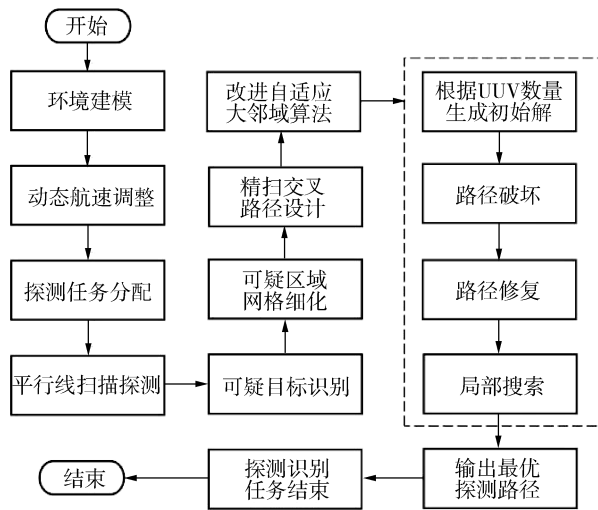 开始
环境建模
动态航速调整
探测任务分配
平行线扫描探测
可疑目标识别
可疑区域
网格细化
精扫交叉
路径设计
改进自适应
大邻域算法
根据UUV数量
生成初始解
路径破坏
路径修复
局部搜索
输出最优
探测路径
探测识别
任务结束
结束